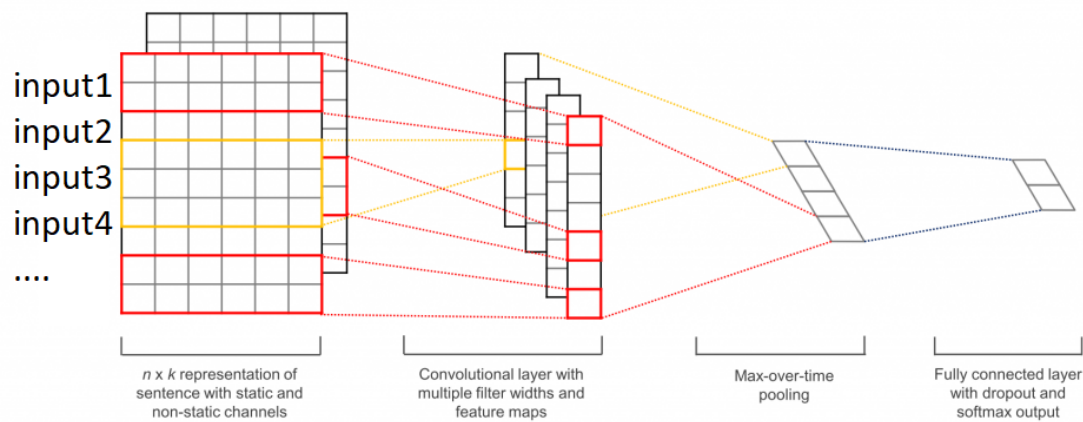 input1
input2
input3
input4
....
n x k representation of
sentence with static and
non-static channels
Convolutional layer with
multiple filter widths and
feature maps
Max-over-time
pooling
Fully connected layer
with dropout and
softmax output